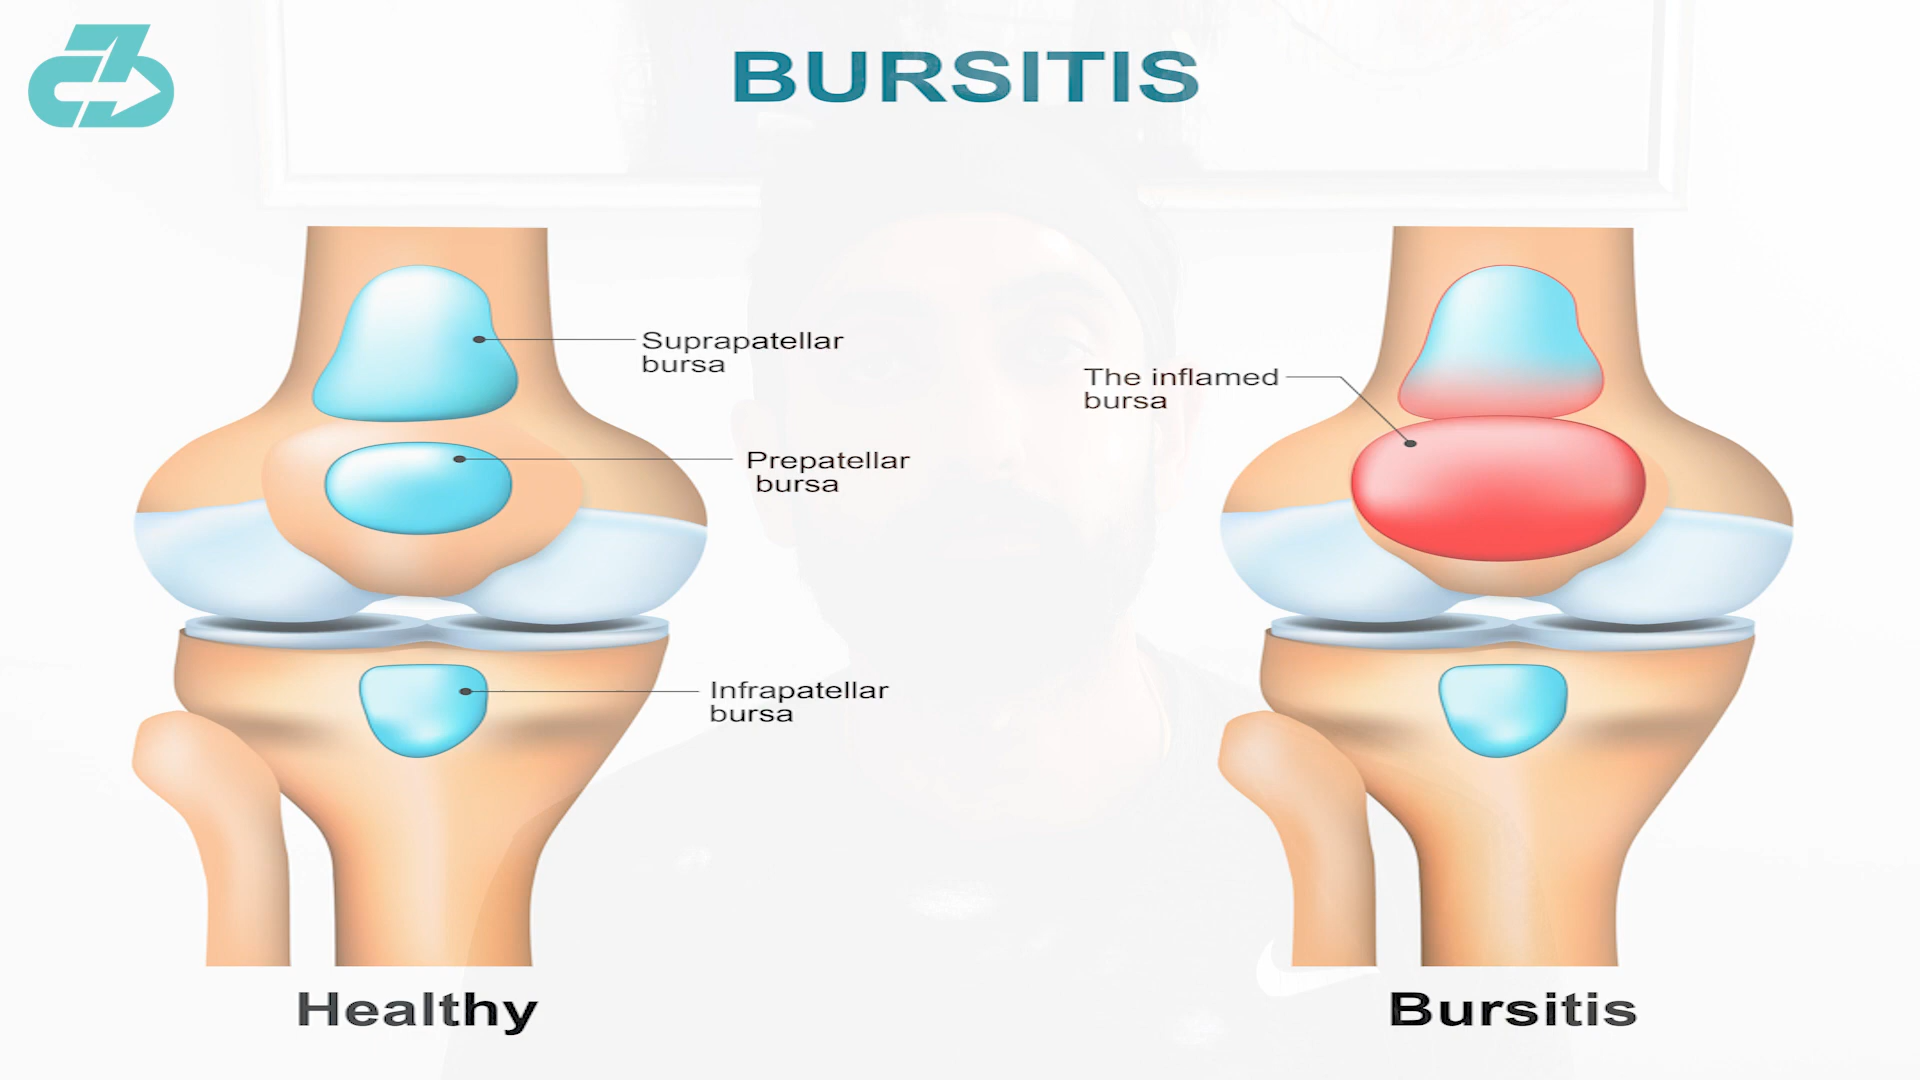 BURSITIS
Suprapatellar
bursa
Prepatellar
bursa
Infrapatellar
bursa
The inflamed
bursa
Healthy
Bursitis